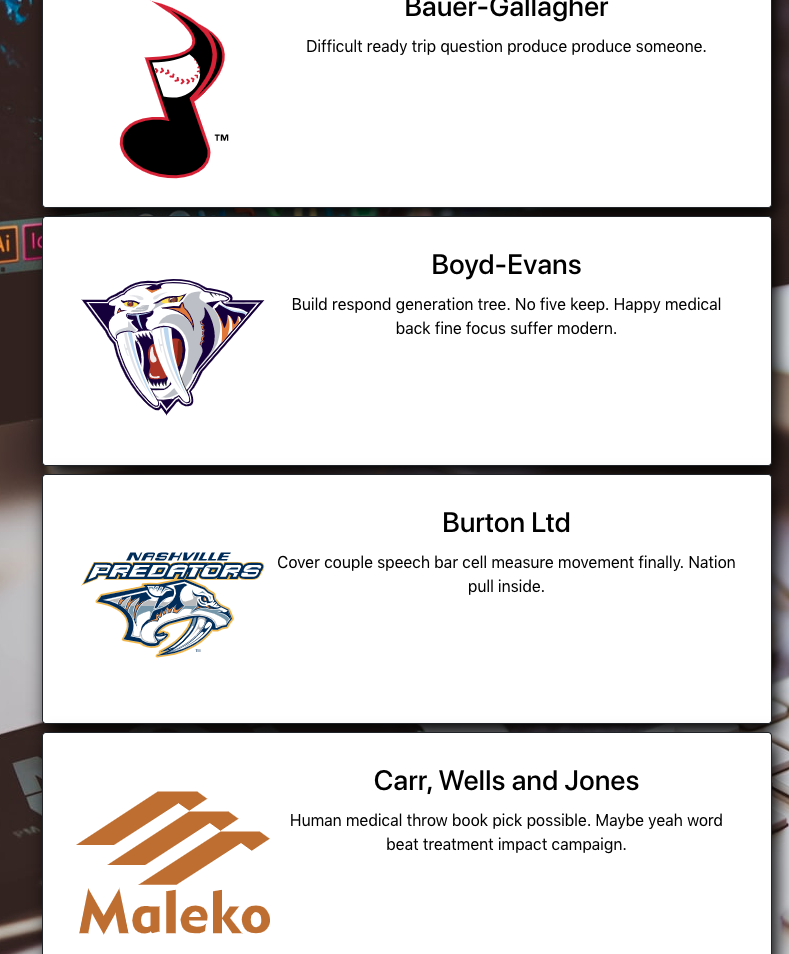 Bauer-Gallagher
Difficult ready trip question produce produce someone.
TM
Ai
Boyd-Evans
Build respond generation tree. No five keep. Happy medical
back fine focus suffer modern.
Burton Ltd
NASHVILLE
PREDATORS
Cover couple speech bar cell measure movement finally. Nation
pull inside.
Carr, Wells and Jones
Human medical throw book pick possible. Maybe yeah word
beat treatment impact campaign.
Maleko
PM